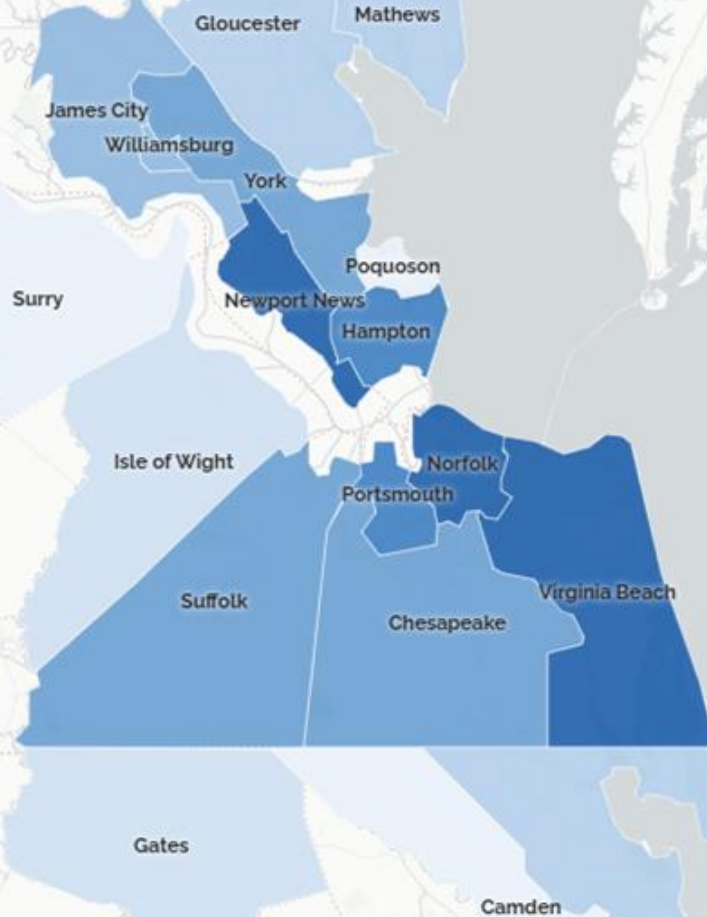 Mathews
Gloucester
James City
Williamsburg
York
Poquoson
Surry
Newport News
Hampton
Isle of Wight
Norfolk
Portsmouth
Virginia Beach
Suffolk
Chesapeake
Gates
Camden